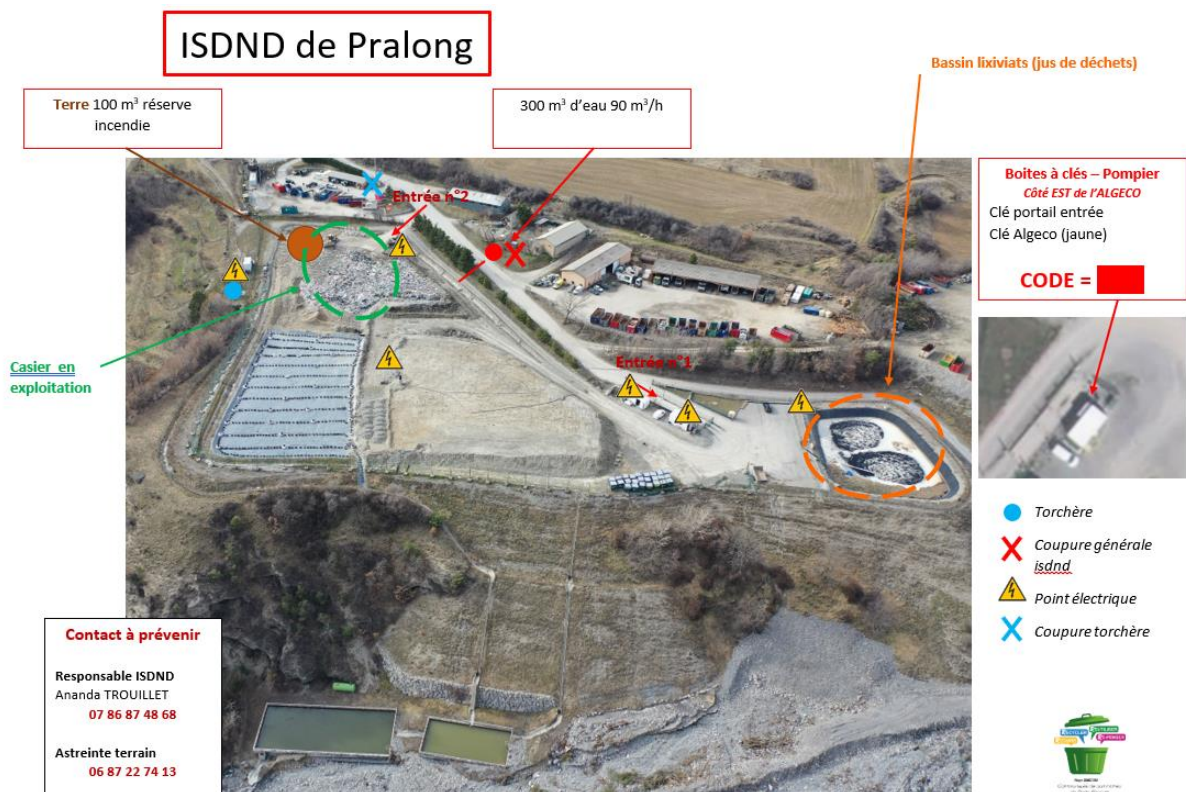 ISDND de Pralong
Terre 100 m³ réserve
incendie
300 m³ d'eau 90 m³/h
Bassin lixiviats (jus de déchets)
Boites à clés – Pompier
Côté EST de l'ALGECO
Clé portail entrée
Clé Algeco (jaune)
CODE =
Entrée n°2
Casier en
exploitation
Entrée n°1
Torchère
Coupure générale
isdnd
Point électrique
Coupure torchère
Contact à prévenir
Responsable ISDND
Ananda TROUILLET
07 86 87 48 68
Astreinte terrain
06 87 22 74 13